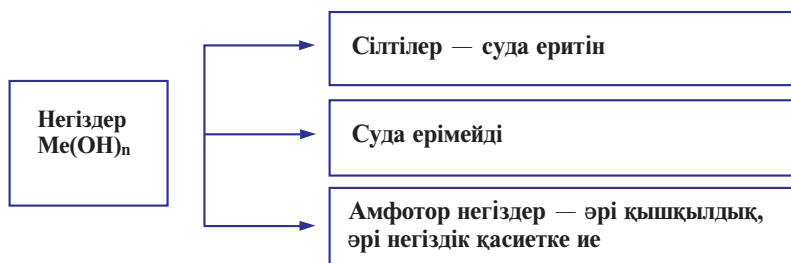 Негіздер
Me(OH)n
Сілтілер — суда еритін
Суда ерімейді
Амфотор негіздер — әрі қышқылдық,
әрі негіздік қасиетке ие